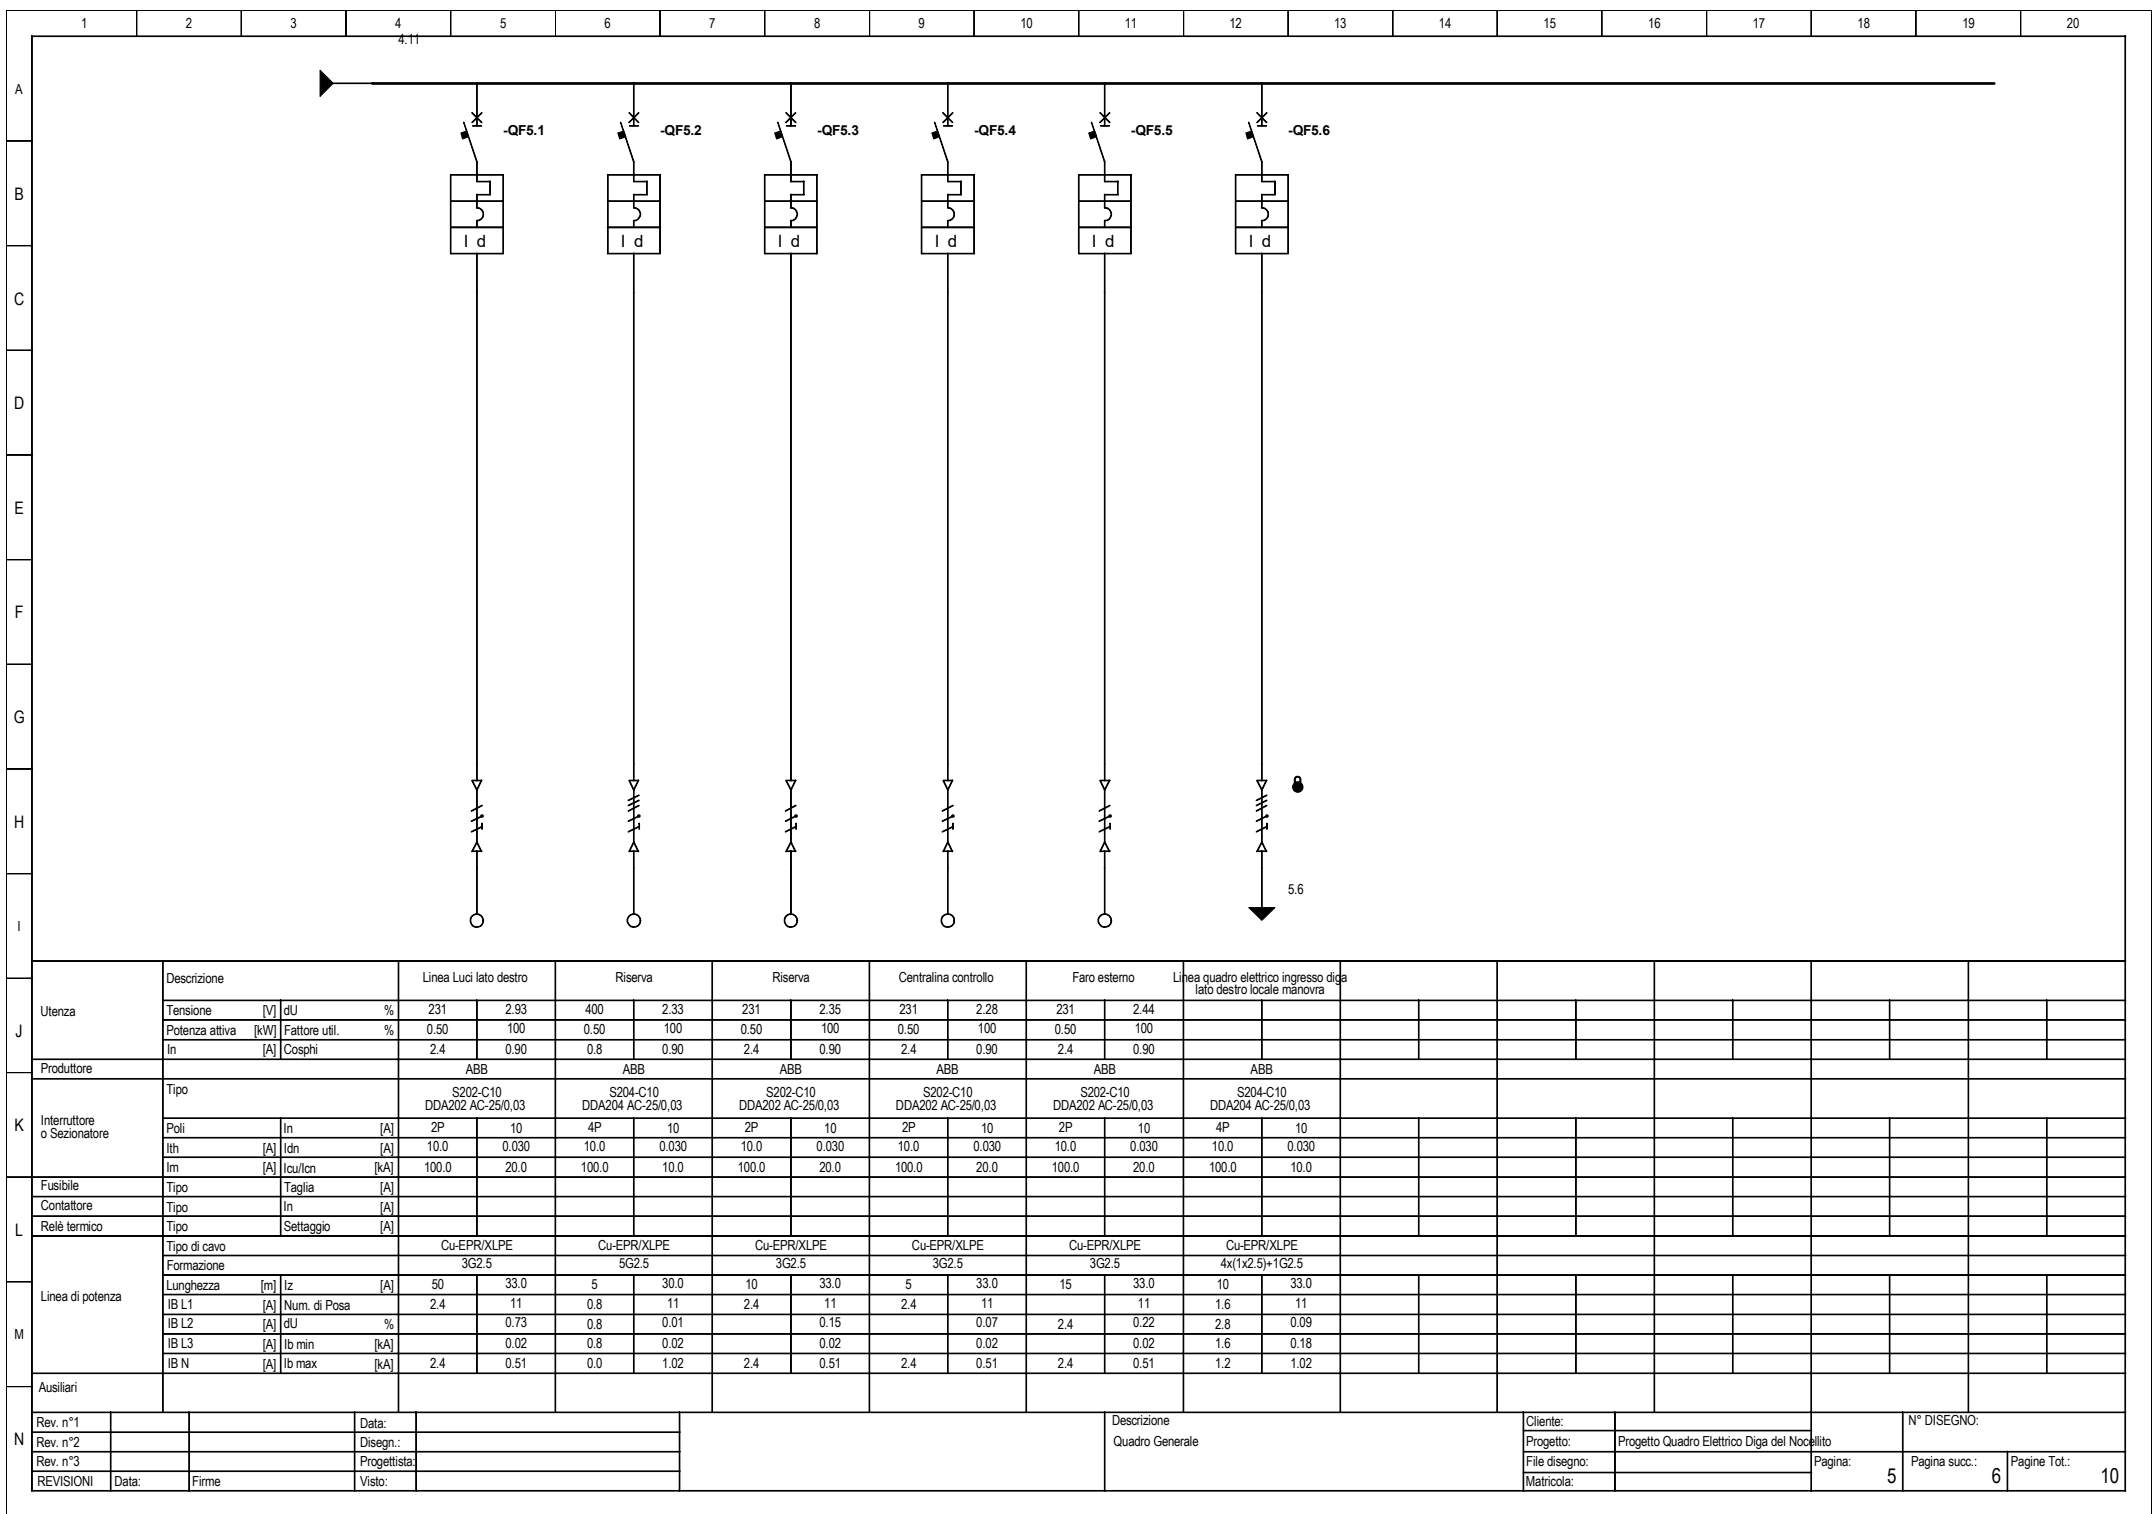 1 2 3 4 5 6 7 8 9 10 11 12 13 14 15 16 17 18 19 20
4.11
A
-QF5.1 -QF5.2 -QF5.3 -QF5.4 -QF5.5 -QF5.6
B
I d I d I d I d I d I d
C
D
E
F
G
H
5.6
I
J
K
L
M
N
Utenza
Descrizione Linea Luci lato destro Riserva Riserva Centralina controllo Faro esterno Linea quadro elettrico ingresso diga
lato destro locale manovra
Tensione [V] dU % 231 2.93 400 2.33 231 2.35 231 2.28 231 2.44
Potenza attiva [kW] Fattore util. % 0.50 100 0.50 100 0.50 100 0.50 100 0.50 100
In [A] Cosphi 2.4 0.90 0.8 0.90 2.4 0.90 2.4 0.90 2.4 0.90
Produttore ABB ABB ABB ABB ABB ABB
Interruttore
o Sezionatore
Tipo S202-C10 S204-C10 S202-C10 S202-C10 S202-C10 S204-C10
DDA202 AC-25/0,03 DDA204 AC-25/0,03 DDA202 AC-25/0,03 DDA202 AC-25/0,03 DDA202 AC-25/0,03 DDA204 AC-25/0,03
Poli In [A] 2P 10 4P 10 2P 10 2P 10 2P 10 4P 10
Ith [A] Idn [A] 10.0 0.030 10.0 0.030 10.0 0.030 10.0 0.030 10.0 0.030 10.0 0.030
Im [A] Icu/Icn [kA] 100.0 20.0 100.0 10.0 100.0 20.0 100.0 20.0 100.0 20.0 100.0 10.0
Fusibile Tipo Taglia [A]
Contattore Tipo In [A]
Relè termico Tipo Settaggio [A]
Linea di potenza
Tipo di cavo Cu-EPR/XLPE Cu-EPR/XLPE Cu-EPR/XLPE Cu-EPR/XLPE Cu-EPR/XLPE Cu-EPR/XLPE
Formazione 3G2.5 5G2.5 3G2.5 3G2.5 3G2.5 4x(1x2.5)+1G2.5
Lunghezza [m] Iz [A] 50 33.0 5 30.0 10 33.0 5 33.0 15 33.0 10 33.0
IB L1 [A] Num. di Posa 2.4 11 0.8 11 2.4 11 2.4 11 11 1.6 11
IB L2 [A] dU % 0.73 0.8 0.01 0.15 0.07 2.4 0.22 2.8 0.09
IB L3 [A] Ib min [kA] 0.02 0.8 0.02 0.02 0.02 0.02 1.6 0.18
IB N [A] Ib max [kA] 2.4 0.51 0.0 1.02 2.4 0.51 2.4 0.51 2.4 0.51 1.2 1.02
Ausiliari
Rev. n°1 Data: Descrizione Cliente: N° DISEGNO:
Rev. n°2 Disegn.: Quadro Generale Progetto: Progetto Quadro Elettrico Diga del Nocellito
Rev. n°3 Progettista: File disegno: Pagina: 5 Pagina succ.: 6 Pagine Tot.: 10
REVISIONI Data: Firme Visto: Matricola: